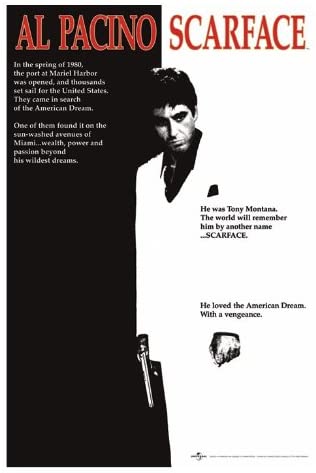 AL PACINO SCARFACE
In the spring of 1980,
the port at Mariel Harbor
was opened, and thousands
set sail for the United States.
They came in search
of the American Dream.
One of them found it on the
sun-washed avenues of
Miami...wealth, power and
passion beyond
his wildest dreams.
He was Tony Montana.
The world will remember
him by another name
...SCARFACE.
He loved the American Dream.
With a vengeance.